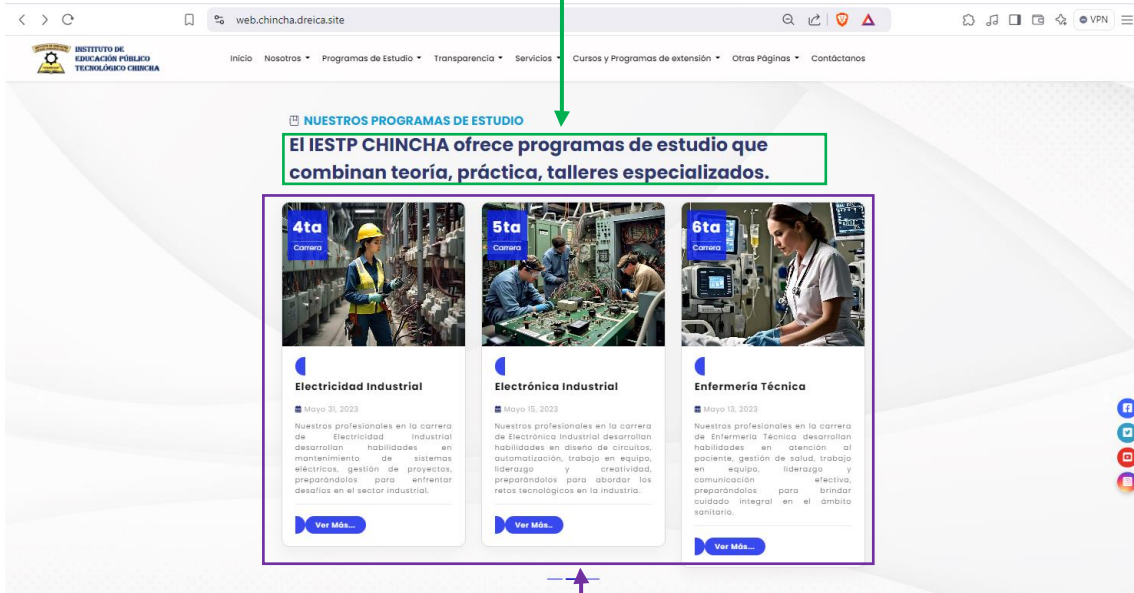 web.chincha.dreica.site
VPN
INSTITUTO DE
EDUCACIÓN PÚBLICO
TECNOLÓGICO CHINCHA
Inicio Nosotros Programas de Estudio Transparencia Servicios Cursos y Programas de extensión Otras Páginas Contáctanos
NUESTROS PROGRAMAS DE ESTUDIO
El IESTP CHINCHA ofrece programas de estudio que
combinan teoría, práctica, talleres especializados.
4ta
Carrera
Electricidad Industrial
Mayo 31, 2023
Nuestros profesionales en la carrera
de Electricidad Industrial
desarrollan habilidades en
mantenimiento de sistemas
eléctricos, gestión de proyectos,
preparándolos para enfrentar
desafíos en el sector industrial.
Ver Más...
5ta
Carrera
Electrónica Industrial
Mayo 15, 2023
Nuestros profesionales en la carrera
de Electrónica Industrial desarrollan
habilidades en diseño de circuitos,
automatización, trabajo en equipo,
liderazgo y creatividad,
preparándolos para abordar los
retos tecnológicos en la industria.
Ver Más..
6ta
Carrera
Enfermería Técnica
Mayo 13, 2023
Nuestros profesionales en la carrera
de Enfermería Técnica desarrollan
habilidades en atención al
paciente, gestión de salud, trabajo
en equipo, liderazgo y
comunicación efectiva,
preparándolos para brindar
cuidado integral en el ámbito
sanitario.
Ver Más...